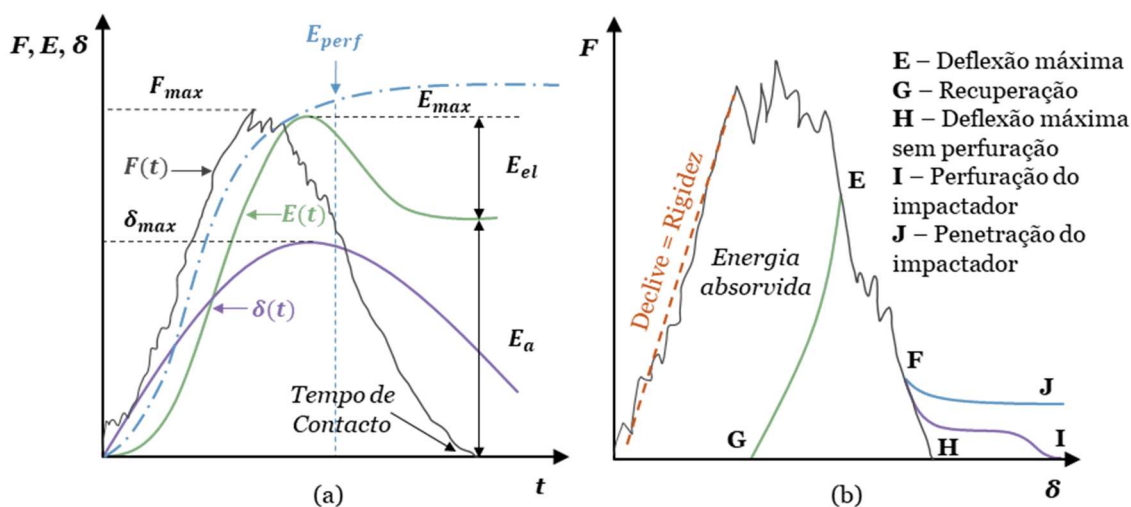 F, E, δ
E_perf
F_max
E_max
F(t)
E_el
δ_max
E(t)
δ(t)
E_a
Tempo de
Contacto
t
(a)
F
Declive = Rigidez
Energia
absorvida
E
F
G
H
I
J
δ
(b)
E – Deflexão máxima
G – Recuperação
H – Deflexão máxima
sem perfuração
I – Perfuração do
impactador
J – Penetração do
impactador